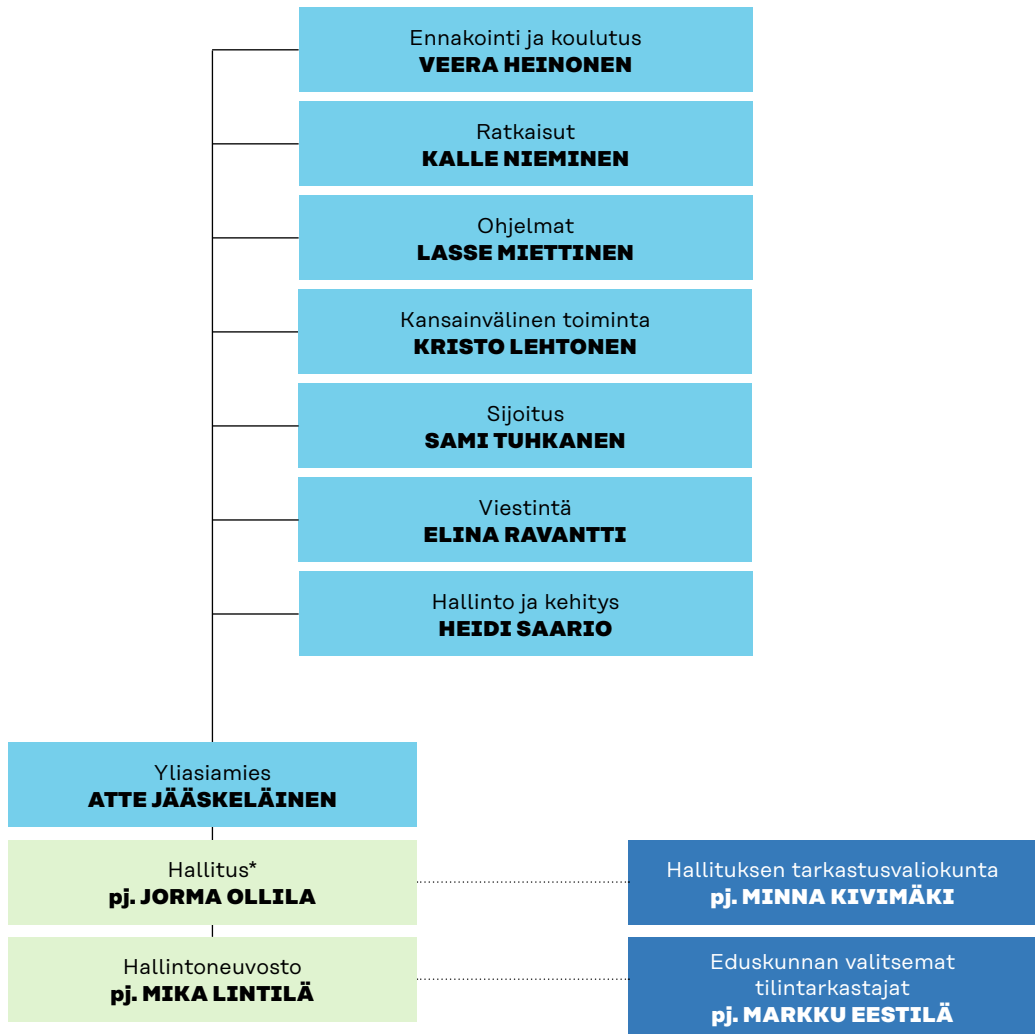 Ennakointi ja koulutus
VEERA HEINONEN
Ratkaisut
KALLE NIEMINEN
Ohjelmat
LASSE MIETTINEN
Kansainvälinen toiminta
KRISTO LEHTONEN
Sijoitus
SAMI TUHKANEN
Viestintä
ELINA RAVANTTI
Hallinto ja kehitys
HEIDI SAARIO
Yliasiamies
ATTE JÄÄSKELÄINEN
Hallitus*
pj. JORMA OLLILA
Hallituksen tarkastusvaliokunta
pj. MINNA KIVIMÄKI
Hallintoneuvosto
pj. MIKA LINTILÄ
Eduskunnan valitsemat
tilintarkastajat
pj. MARKKU EESTILÄ